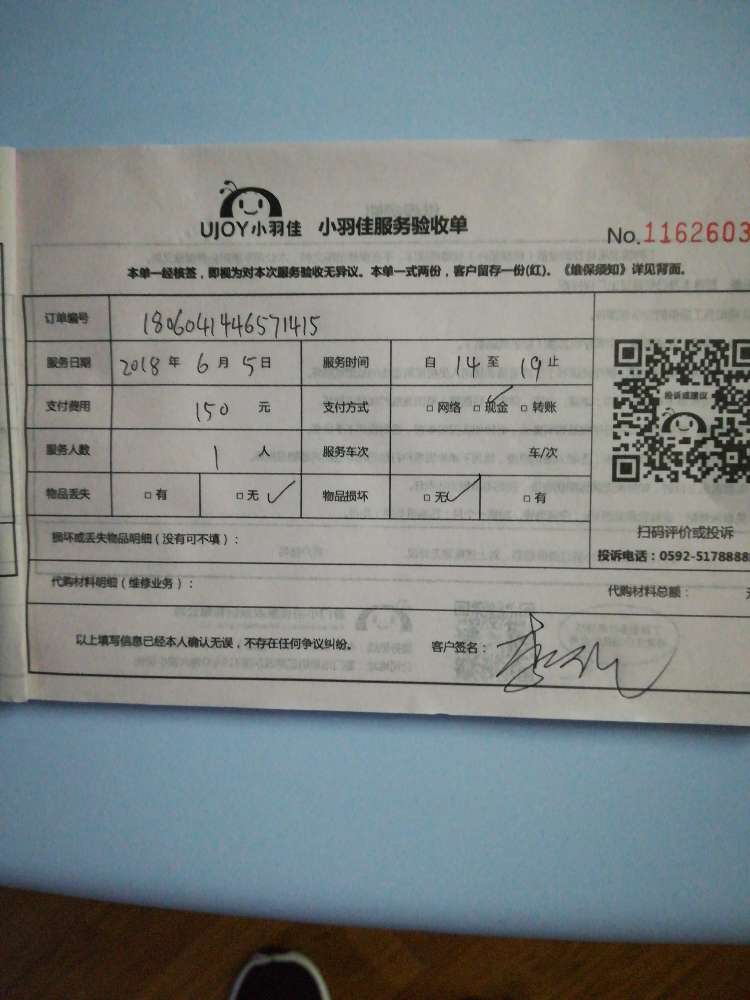 UJOY小羽佳 小羽佳服务验收单
No.1162603
本单一经核签，即视为对本次服务验收无异议。本单一式两份，客户留存一份(红)。《维保须知》详见背面。
订单编号 1806041446571415
服务日期 2018年6月5日 服务时间 自14至19止
支付费用 150元 支付方式 □网络 □现金 □转账
服务人数 1人 服务车次 车/次
物品丢失 □有 □无 物品损坏 □无 □有
投诉或建议
扫码评价或投诉
投诉电话：0592-5178888
损坏或丢失物品明细（没有可不填）：
代购材料明细（维修业务）： 代购材料总额：
以上填写信息已经本人确认无误，不存在任何争议纠纷。 客户签名：